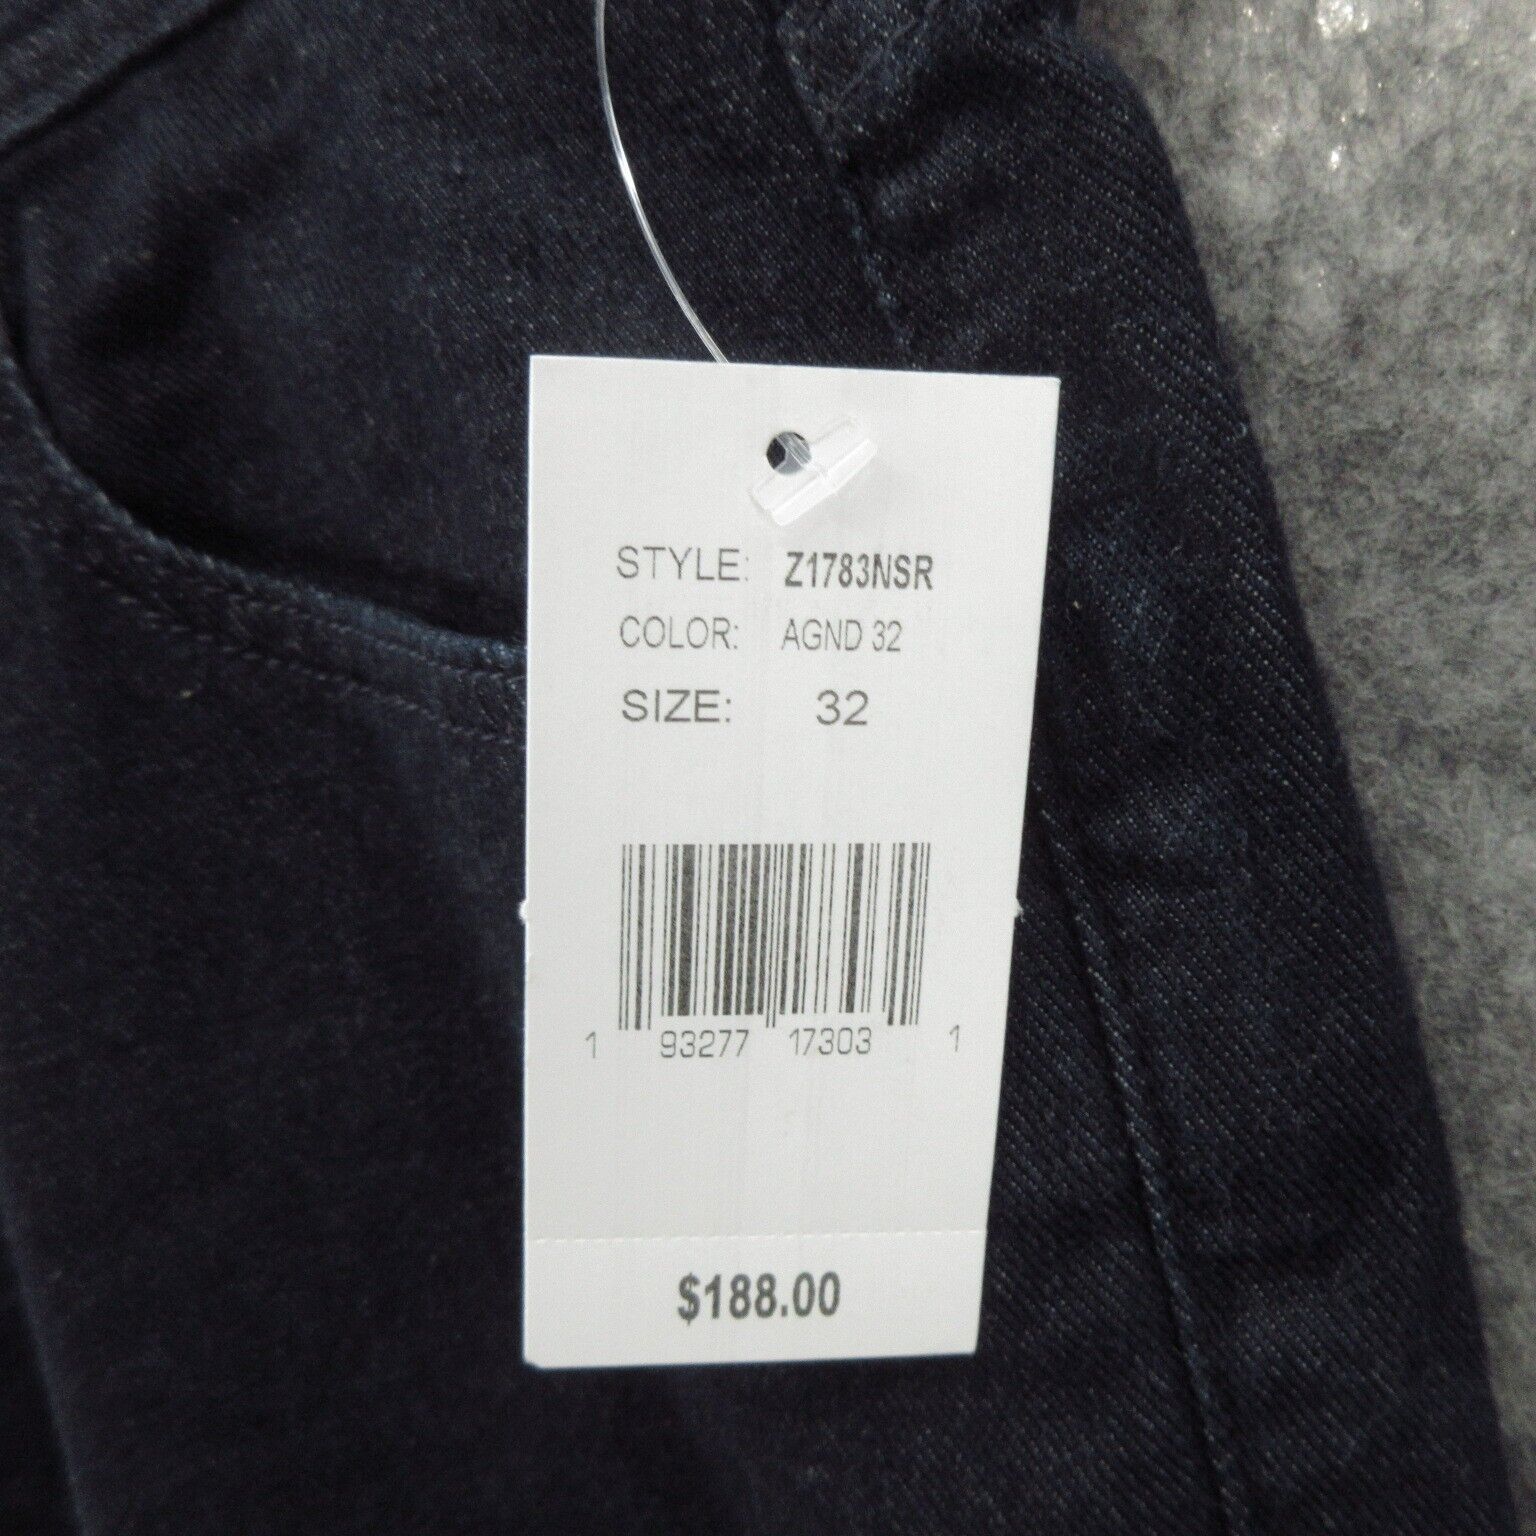 STYLE: Z1783NSR
COLOR: AGND 32
SIZE: 32
1 93277 17303 1
$188.00